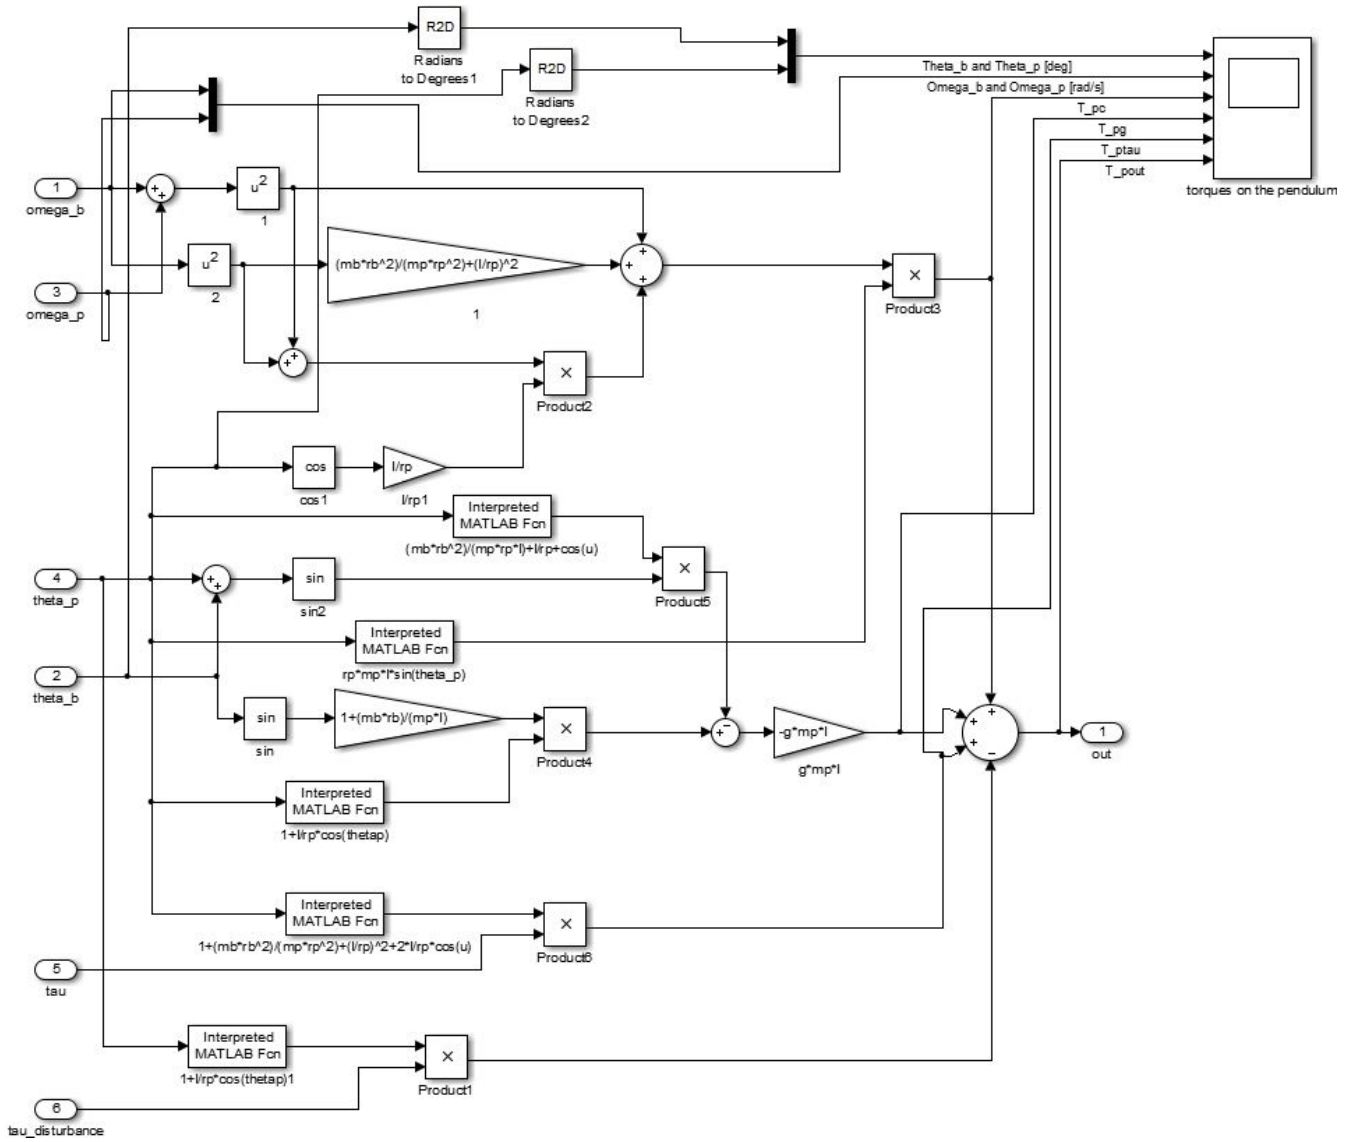 R2D
Radians
to Degrees1
R2D
Radians
to Degrees2
Theta_b and Theta_p [deg]
Omega_b and Omega_p [rad/s]
T_pc
T_pg
T_ptau
T_pout
torques on the pendulum
1
omega_b
+
+
u²
1
u²
2
3
omega_p
(mb*rb^2)/(mp*rp^2)+(l/rp)^2
1
+
+
+
×
Product3
+
+
×
Product2
cos
cos1
l/rp
l/rp1
Interpreted
MATLAB Fcn
(mb*rb^2)/(mp*rp*l)+l/rp+cos(u)
4
theta_p
+
+
sin
sin2
×
Product5
Interpreted
MATLAB Fcn
rp*mp*l*sin(theta_p)
2
theta_b
sin
sin
1+(mb*rb)/(mp*l)
×
Product4
+
−
-g*mp*l
g*mp*l
+
+
+
−
1
out
Interpreted
MATLAB Fcn
1+l/rp*cos(thetap)
Interpreted
MATLAB Fcn
1+(mb*rb^2)/(mp*rp^2)+(l/rp)^2+2*l/rp*cos(u)
×
Product6
5
tau
Interpreted
MATLAB Fcn
1+l/rp*cos(thetap)1
×
Product1
6
tau_disturbance